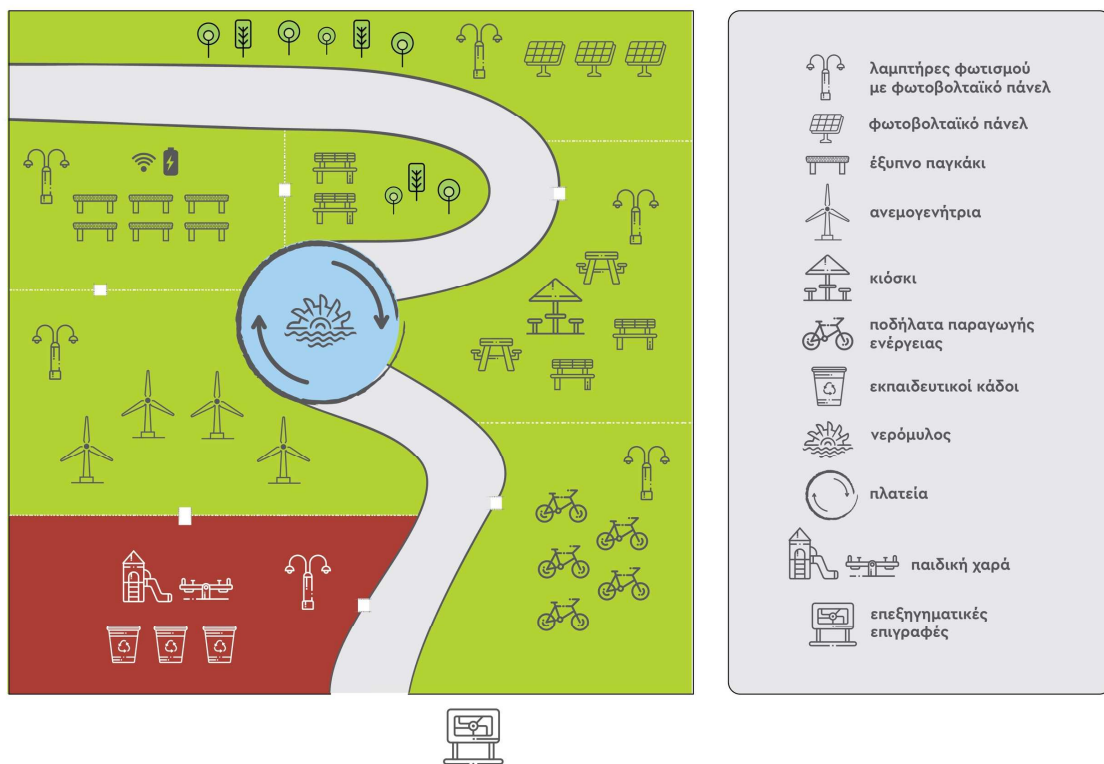 λαμπτήρες φωτισμού
με φωτοβολταϊκό πάνελ
φωτοβολταϊκό πάνελ
έξυπνο παγκάκι
ανεμογενήτρια
κιόσκι
ποδήλατα παραγωγής
ενέργειας
εκπαιδευτικοί κάδοι
νερόμυλος
πλατεία
παιδική χαρά
επεξηγηματικές
επιγραφές